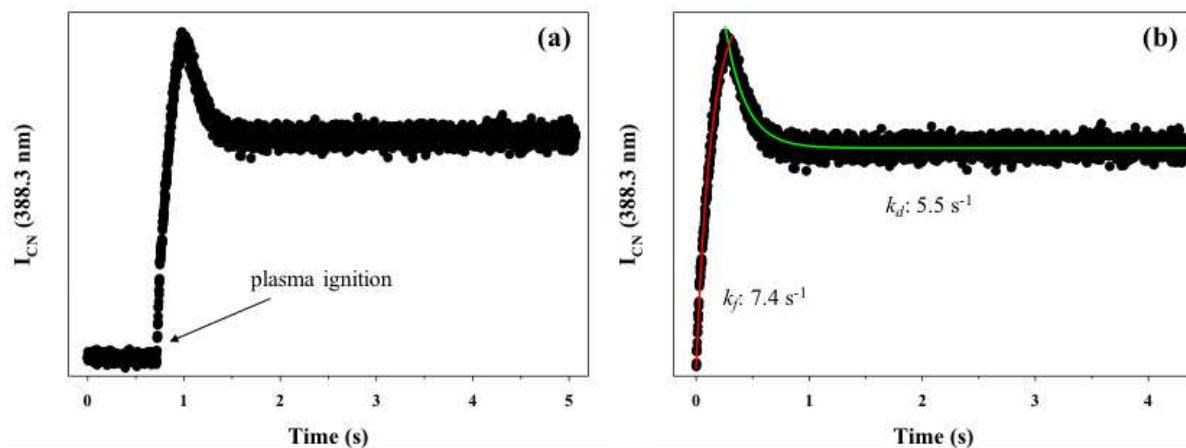 (a)
I_CN (388.3 nm)
plasma ignition
0 1 2 3 4 5
Time (s)
(b)
I_CN (388.3 nm)
k_d: 5.5 s⁻¹
k_f: 7.4 s⁻¹
0 1 2 3 4
Time (s)